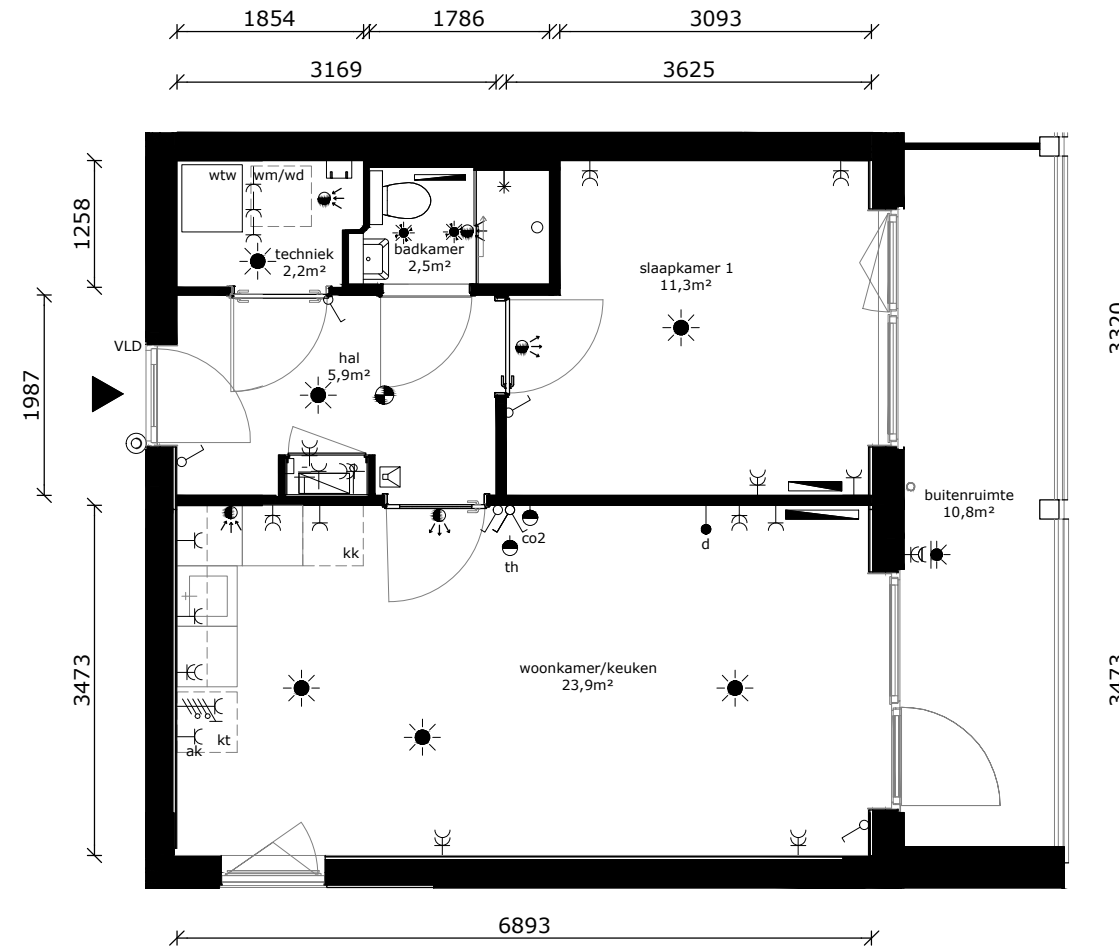 1854 1786 3093
3169 3625
1258
wtw wm/wd
techniek
2,2m²
badkamer
2,5m²
slaapkamer 1
11,3m²
3320
VLD
hal
5,9m²
1987
buitenruimte
10,8m²
kk
co2
th
d
woonkamer/keuken
23,9m²
3473
3473
kt
ak
6893